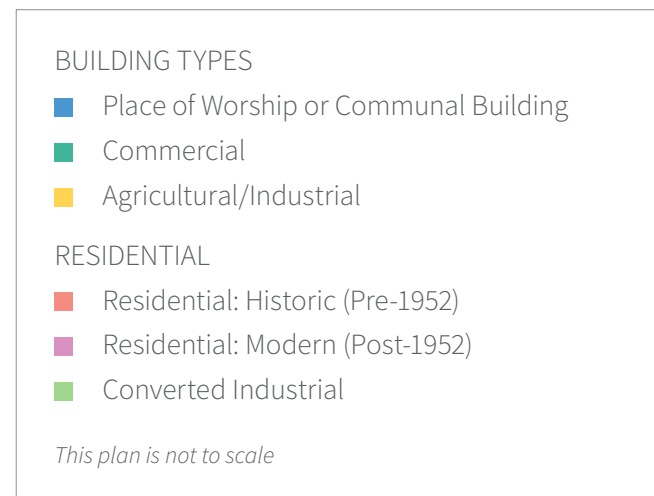 BUILDING TYPES
Place of Worship or Communal Building
Commercial
Agricultural/Industrial
RESIDENTIAL
Residential: Historic (Pre-1952)
Residential: Modern (Post-1952)
Converted Industrial
This plan is not to scale